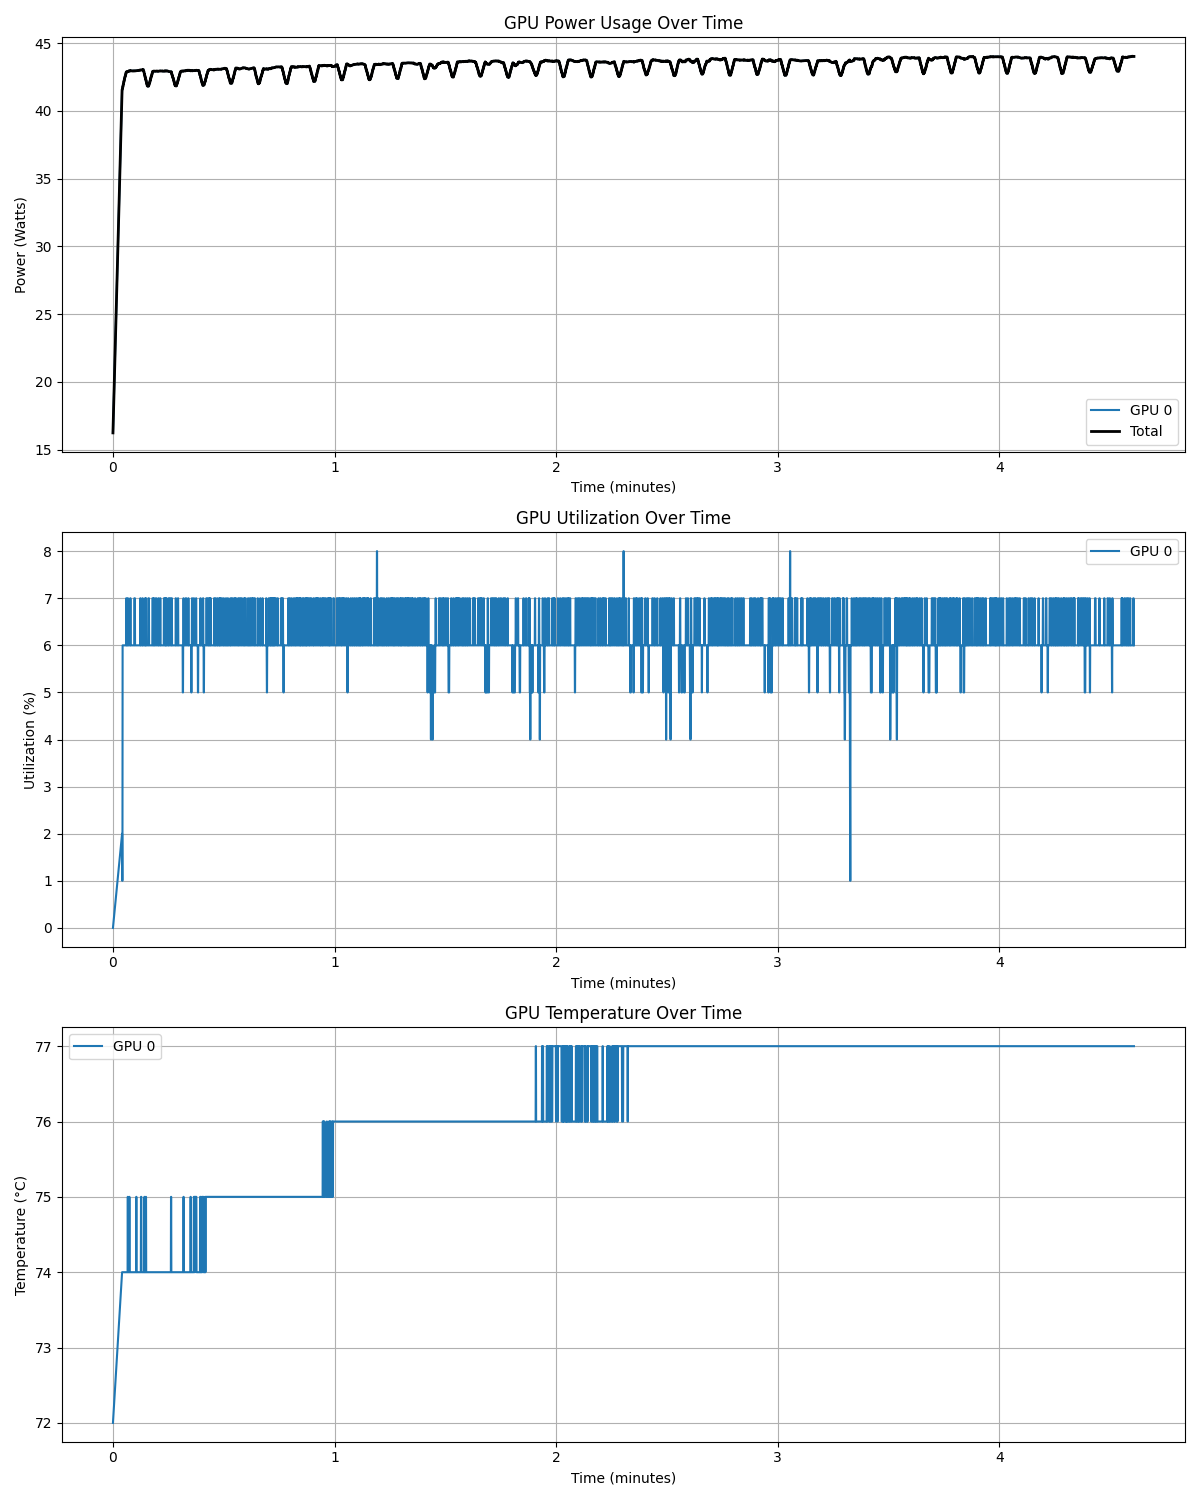 GPU Power Usage Over Time
45
40
35
30
25
20
15
Power (Watts)
GPU 0
Total
0 1 2 3 4
Time (minutes)
GPU Utilization Over Time
8
7
6
5
4
3
2
1
0
Utilization (%)
GPU 0
0 1 2 3 4
Time (minutes)
GPU Temperature Over Time
77
76
75
74
73
72
Temperature (°C)
GPU 0
0 1 2 3 4
Time (minutes)